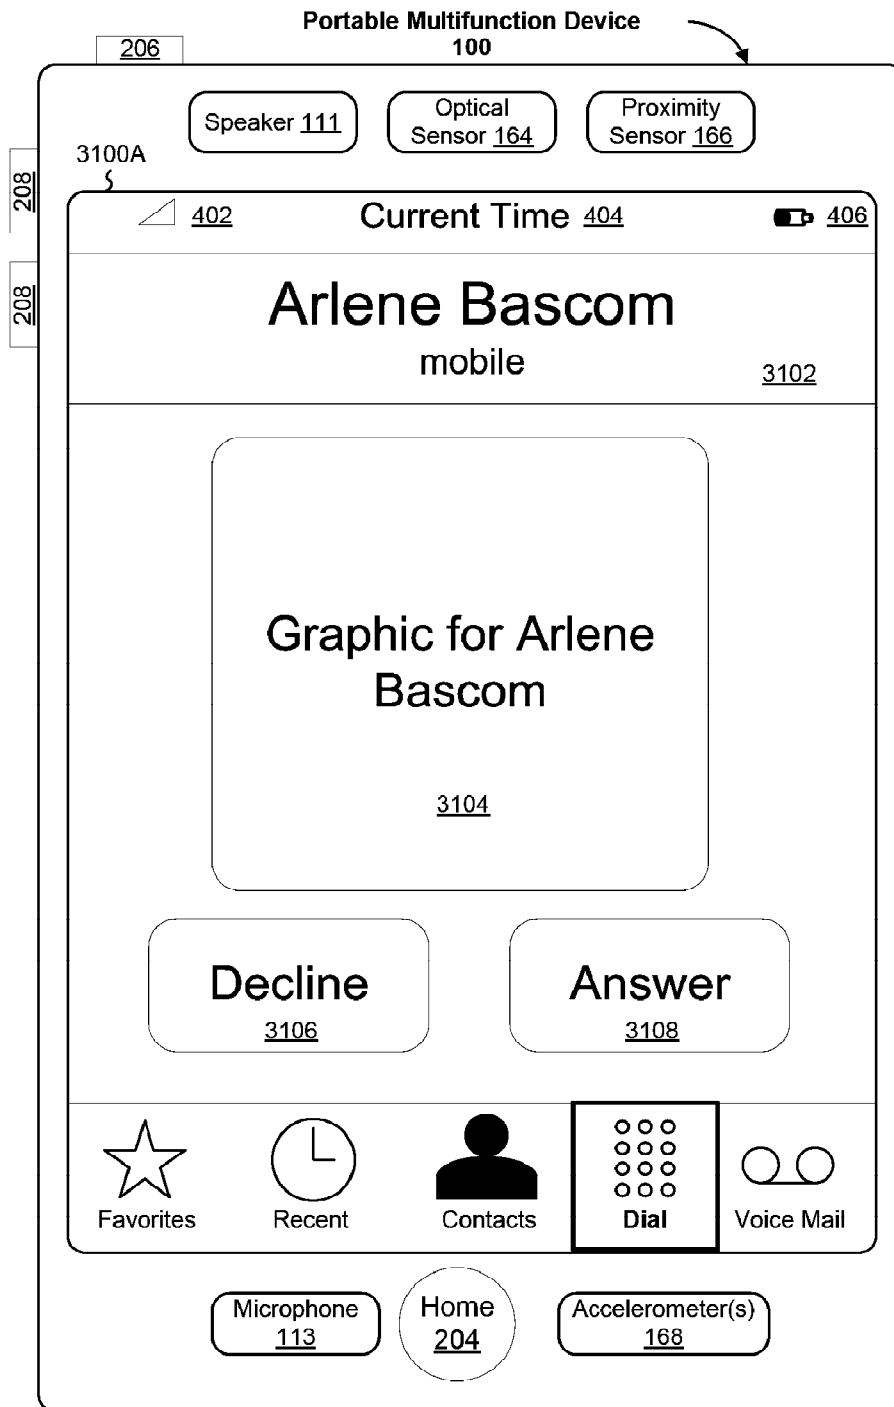 Portable Multifunction Device
100
206
Speaker 111
Optical
Sensor 164
Proximity
Sensor 166
3100A
208
402
Current Time 404
406
208
Arlene Bascom
mobile
3102
Graphic for Arlene
Bascom
3104
Decline
3106
Answer
3108
Favorites
Recent
Contacts
Dial
Voice Mail
Microphone
113
Home
204
Accelerometer(s)
168